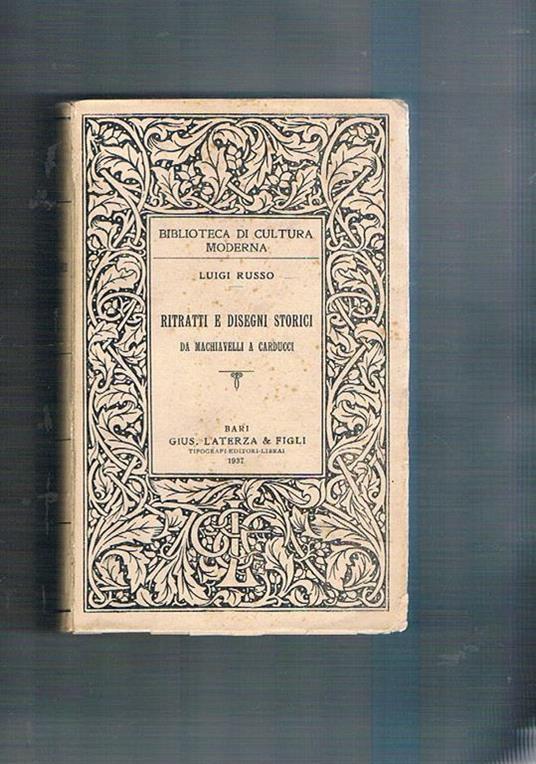 BIBLIOTECA DI CULTURA
MODERNA
LUIGI RUSSO
RITRATTI E DISEGNI STORICI
DA MACHIAVELLI A CARDUCCI
BARI
GIUS. LATERZA & FIGLI
TIPOGRAFI-EDITORI-LIBRAI
1937